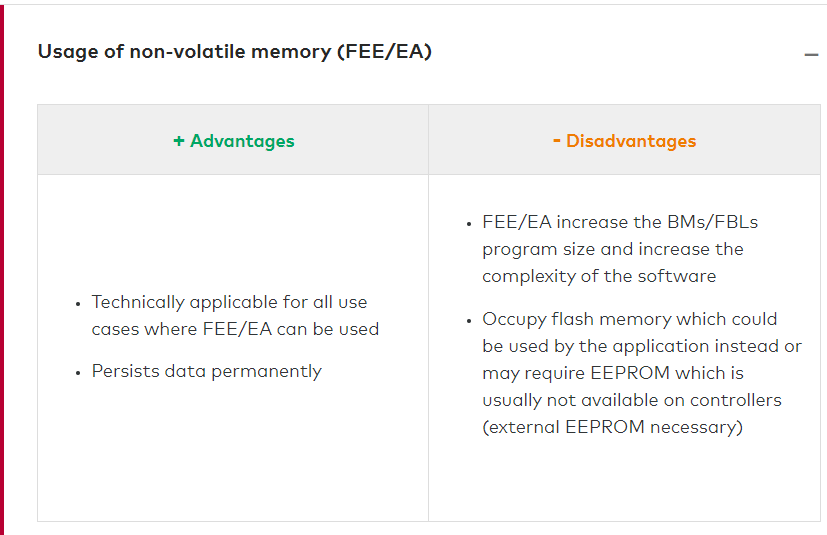 Usage of non-volatile memory (FEE/EA)
+ Advantages
- Disadvantages
• Technically applicable for all use
cases where FEE/EA can be used
• Persists data permanently
• FEE/EA increase the BMs/FBLs
program size and increase the
complexity of the software
• Occupy flash memory which could
be used by the application instead or
may require EEPROM which is
usually not available on controllers
(external EEPROM necessary)